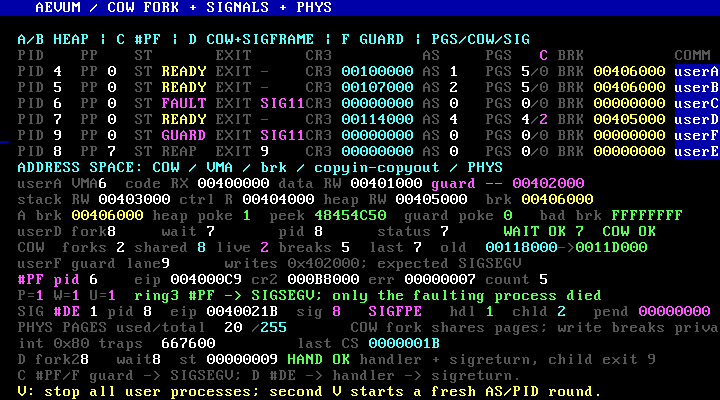 AEVUM / COW FORK + SIGNALS + PHYS
A/B HEAP ¦ C #PF ¦ D COW+SIGFRAME ¦ F GUARD ¦ PGS/COW/SIG
PID PP ST EXIT CR3 AS PGS C BRK COMM
PID 4 PP 0 ST READY EXIT - CR3 00100000 AS 1 PGS 5/0 BRK 00406000 userA
PID 5 PP 0 READY EXIT - CR3 00107000 AS 2 PGS 5/0 BRK 00406000 userB
PID 6 PP 0 ST FAULT EXIT SIG11CR3 00000000 AS 0 PGS 0/0 BRK 00000000 userC
PID 7 PP 0 ST READY EXIT - CR3 00114000 AS 4 PGS 4/2 BRK 00405000 userD
PID 9 PP 0 ST GUARD EXIT SIG11CR3 00000000 AS 0 PGS 0/0 BRK 00000000 userF
PID 8 PP 7 ST REAP EXIT 9 CR3 00000000 AS 0 PGS 0/0 BRK 00000000 userE
ADDRESS SPACE: COW / VMA / brk / copyin-copyout / PHYS
userA VMA6 code RX 00400000 data RW 00401000 guard -- 00402000
stack RW 00403000 ctrl R 00404000 heap RW 00405000 brk 00406000
A brk 00406000 heap poke 1 peek 48454C50 guard poke 0 bad brk FFFFFFFF
userD fork8 wait 7 pid 8 status 7 WAIT OK 7 COW OK
COW forks 2 shared 8 live 2 breaks 5 last 7 old 00118000->0011D000
userF guard lane9 writes 0x402000; expected SIGSEGV
#PF pid 6 eip 004000C9 cr2 000B8000 err 00000007 count 5
P=1 W=1 U=1 ring3 #PF -> SIGSEGV; only the faulting process died
SIG #DE 1 pid 8 eip 0040021B sig 8 SIGFPE hdl 1 chld 2 pend 00000000
PHYS PAGES used/total 20 /255 COW fork shares pages; write breaks priva
int 0x80 traps 667600 last CS 0000001B
D fork28 wait8 st 00000009 HAND OK handler + sigreturn, child exit 9
C #PF/F guard -> SIGSEGV; D #DE -> handler -> sigreturn.
V: stop all user processes; second V starts a fresh AS/PID round.